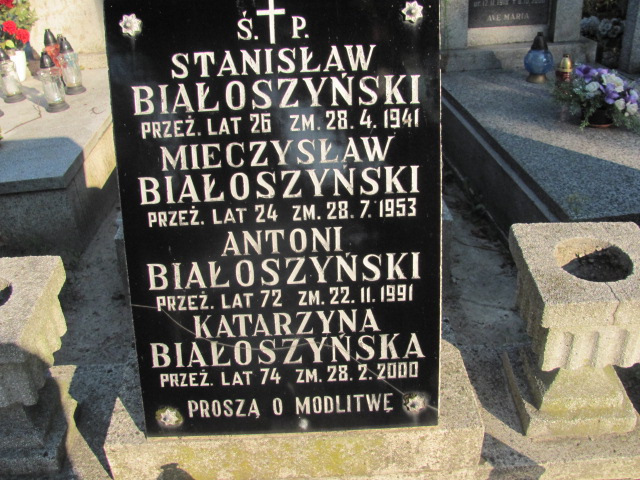 Ś. P.
STANISŁAW
BIAŁOSZYŃSKI
PRZEŻ. LAT 26 ZM. 28. 4. 1941
MIECZYSŁAW
BIAŁOSZYŃSKI
PRZEŻ. LAT 24 ZM. 28. 7. 1953
ANTONI
BIAŁOSZYŃSKI
PRZEŻ. LAT 72 ZM. 22. 11. 1991
KATARZYNA
BIAŁOSZYŃSKA
PRZEŻ. LAT 74 ZM. 28. 2. 2000
PROSZĄ O MODLITWĘ
AVE MARIA